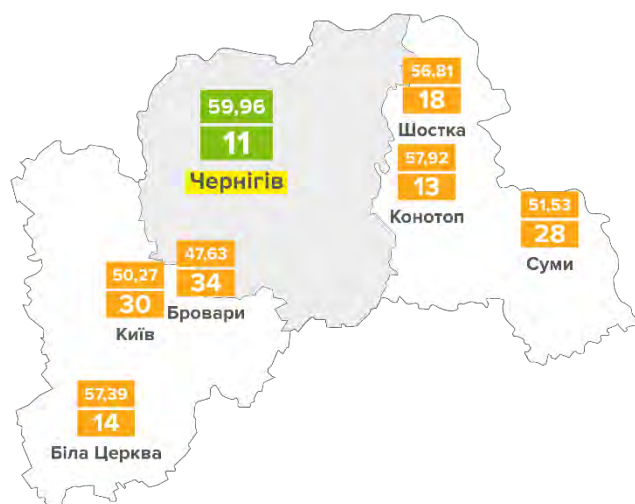 59,96
11
Чернігів
56,81
18
Шостка
57,92
13
Конотоп
51,53
28
Суми
47,63
34
Бровари
50,27
30
Київ
57,39
14
Біла Церква